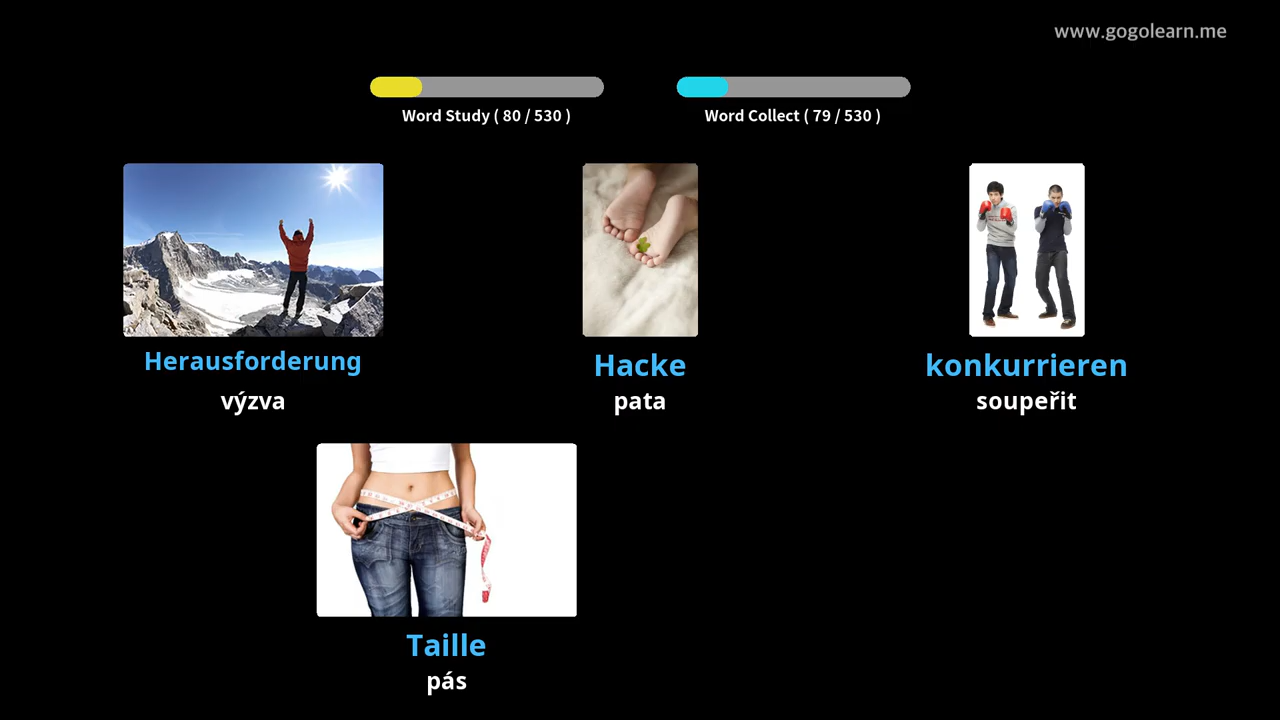 www.gogolearn.me
Word Study ( 80 / 530 )
Word Collect ( 79 / 530 )
Herausforderung
výzva
Hacke
pata
konkurrieren
soupeřit
Taille
pás